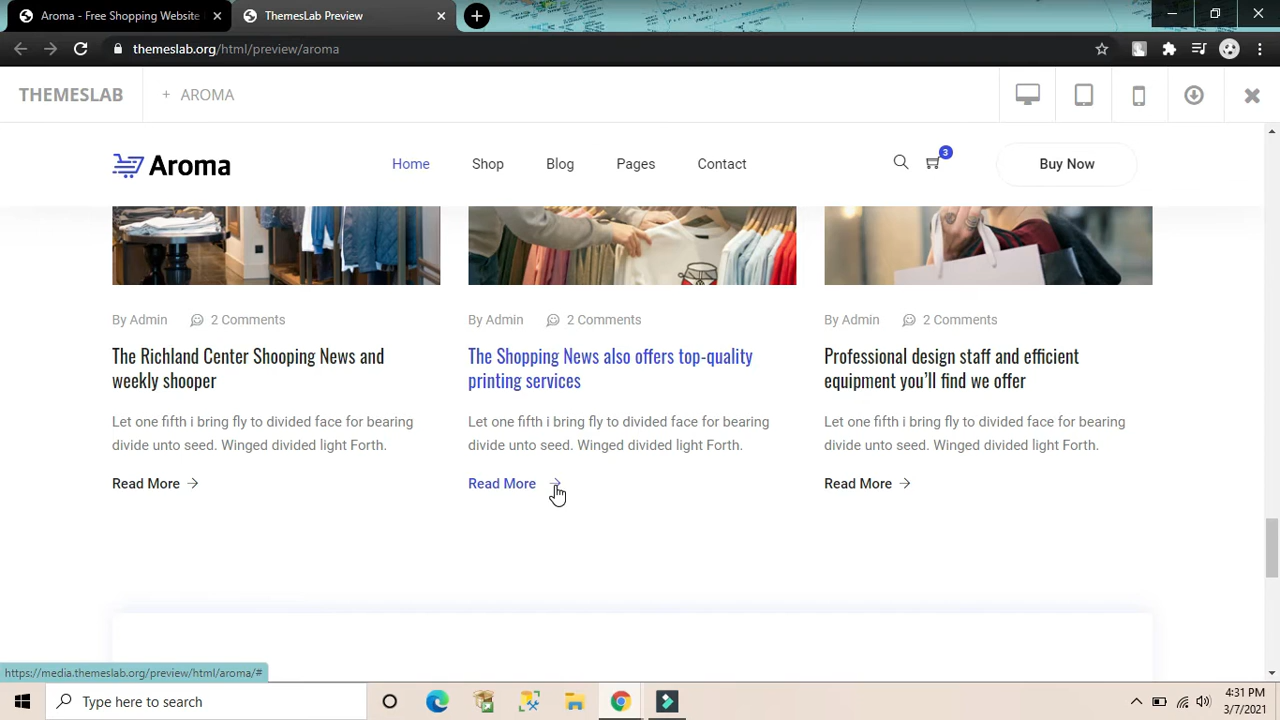 Aroma - Free Shopping Website
ThemesLab Preview
themeslab.org/html/preview/aroma
THEMESLAB
+ AROMA
Aroma
Home
Shop
Blog
Pages
Contact
3
Buy Now
By Admin
2 Comments
The Richland Center Shooping News and
weekly shooper
Let one fifth i bring fly to divided face for bearing
divide unto seed. Winged divided light Forth.
Read More
By Admin
2 Comments
The Shopping News also offers top-quality
printing services
Let one fifth i bring fly to divided face for bearing
divide unto seed. Winged divided light Forth.
Read More
By Admin
2 Comments
Professional design staff and efficient
equipment you’ll find we offer
Let one fifth i bring fly to divided face for bearing
divide unto seed. Winged divided light Forth.
Read More
https://media.themeslab.org/preview/html/aroma/#
Type here to search
4:31 PM
3/7/2021